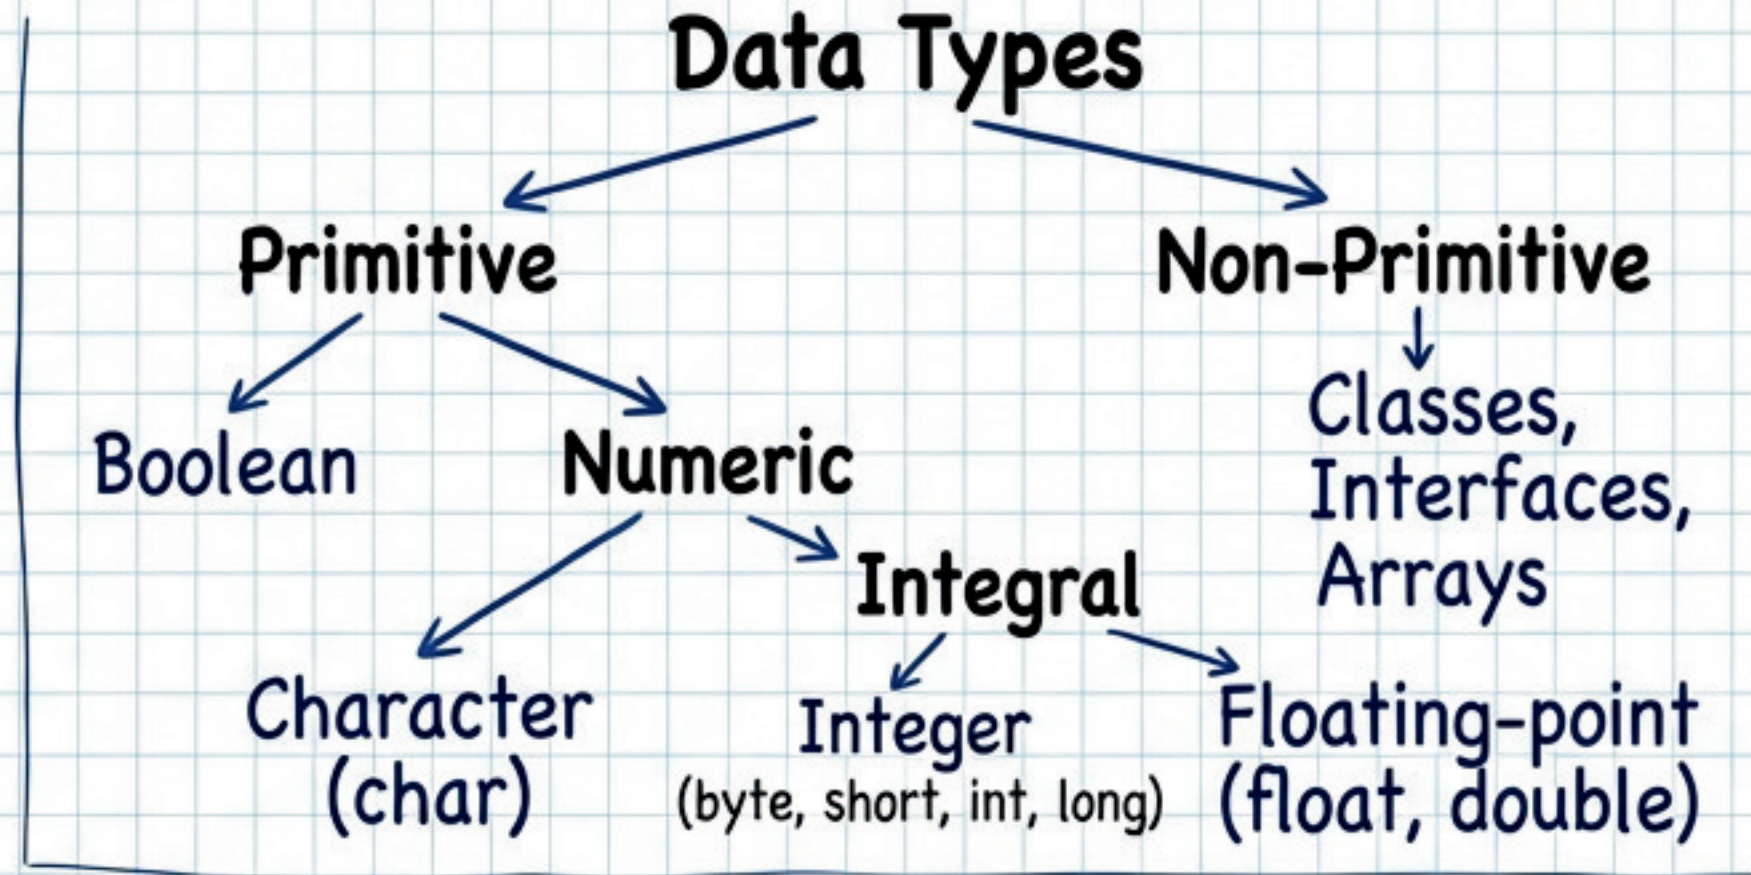 Data Types
Primitive
Non-Primitive
Boolean
Numeric
Classes,
Interfaces,
Arrays
Integral
Character
(char)
Integer
(byte, short, int, long)
Floating-point
(float, double)